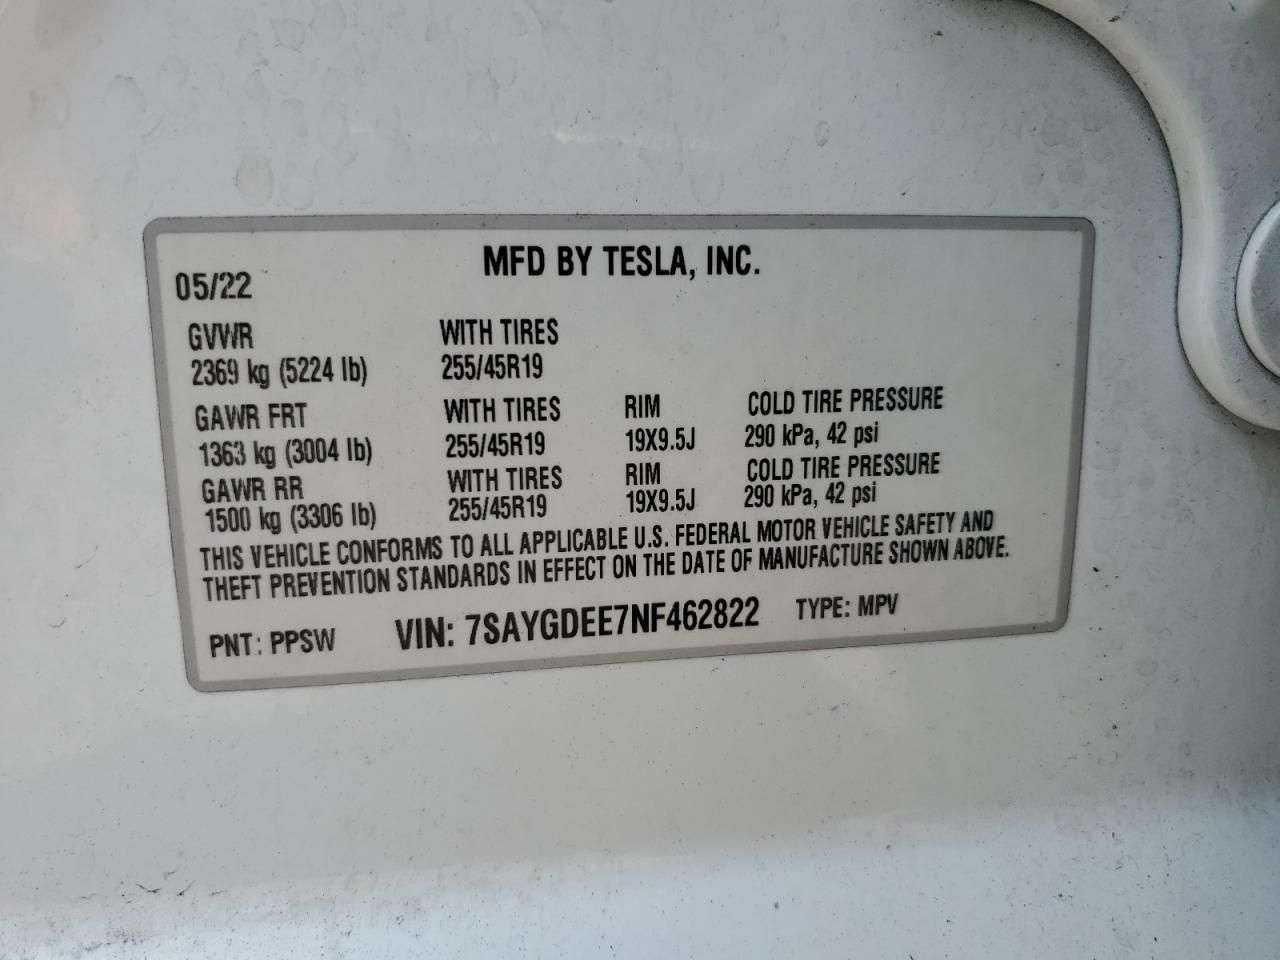 MFD BY TESLA, INC.
05/22
GVWR WITH TIRES
2369 kg (5224 lb) 255/45R19
GAWR FRT WITH TIRES RIM COLD TIRE PRESSURE
1363 kg (3004 lb) 255/45R19 19X9.5J 290 kPa, 42 psi
GAWR RR WITH TIRES RIM COLD TIRE PRESSURE
1500 kg (3306 lb) 255/45R19 19X9.5J 290 kPa, 42 psi
THIS VEHICLE CONFORMS TO ALL APPLICABLE U.S. FEDERAL MOTOR VEHICLE SAFETY AND
THEFT PREVENTION STANDARDS IN EFFECT ON THE DATE OF MANUFACTURE SHOWN ABOVE.
PNT: PPSW VIN: 7SAYGDEE7NF462822 TYPE: MPV